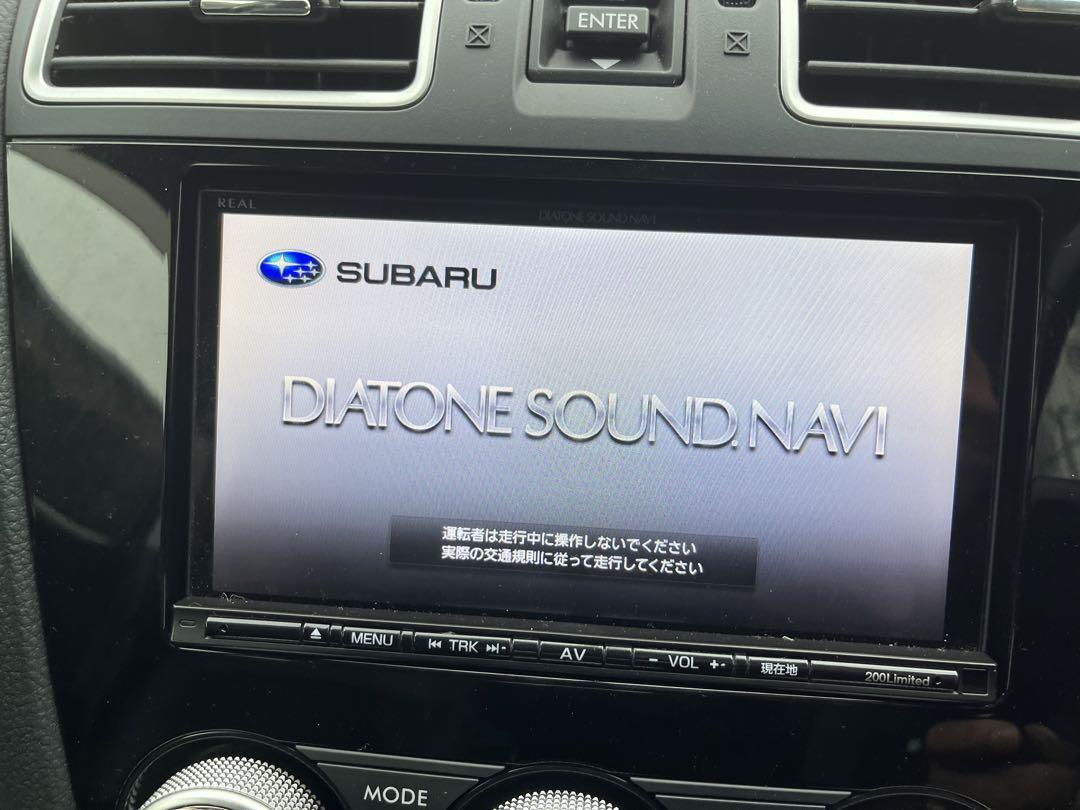 ENTER
REAL
DIATONE SOUND NAVI
SUBARU
DIATONE SOUND.NAVI
運転者は走行中に操作しないでください
実際の交通規則に従って走行してください
MENU
TRK
AV
- VOL +
現在地
200Limited
MODE